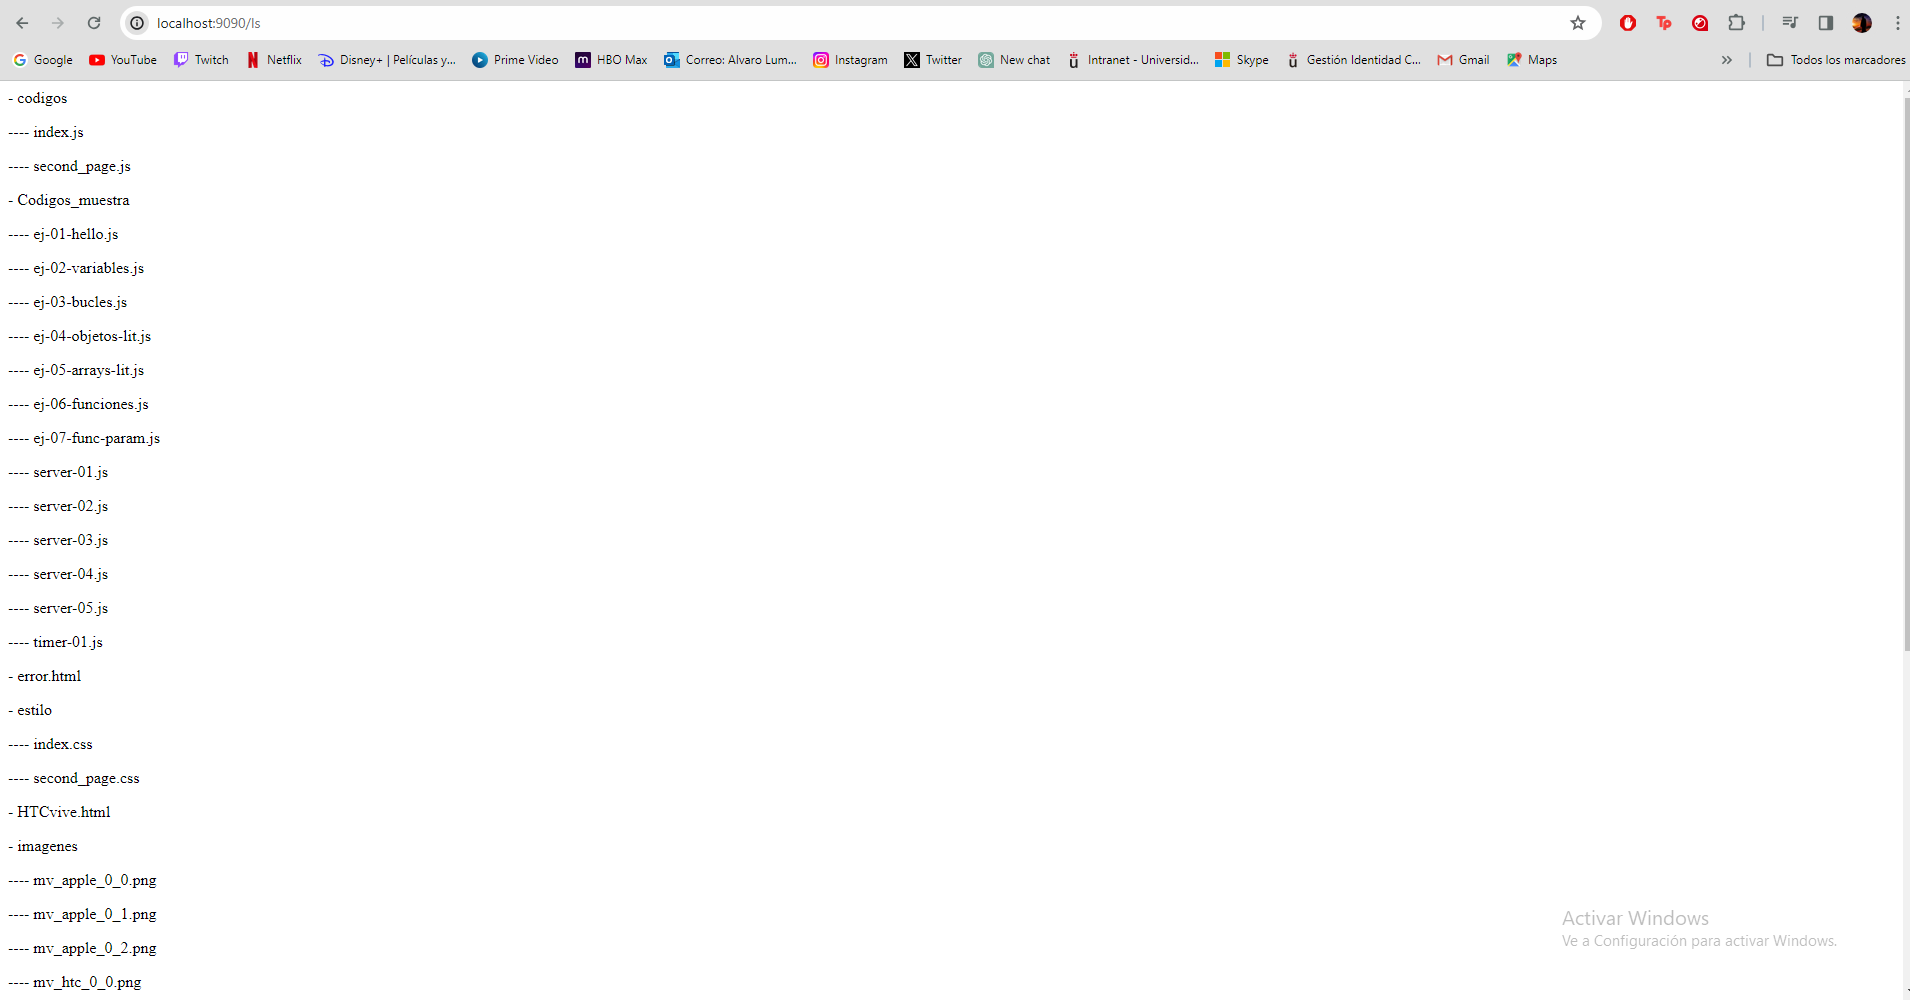 localhost:9090/ls
Google YouTube Twitch Netflix Disney+ | Películas y... Prime Video HBO Max Correo: Alvaro Lum... Instagram Twitter New chat Intranet - Universid... Skype Gestión Identidad C... Gmail Maps » Todos los marcadores
- codigos
---- index.js
---- second_page.js
- Codigos_muestra
---- ej-01-hello.js
---- ej-02-variables.js
---- ej-03-bucles.js
---- ej-04-objetos-lit.js
---- ej-05-arrays-lit.js
---- ej-06-funciones.js
---- ej-07-func-param.js
---- server-01.js
---- server-02.js
---- server-03.js
---- server-04.js
---- server-05.js
---- timer-01.js
- error.html
- estilo
---- index.css
---- second_page.css
- HTCvive.html
- imagenes
---- mv_apple_0_0.png
---- mv_apple_0_1.png
---- mv_apple_0_2.png
---- mv_htc_0_0.png
Activar Windows
Ve a Configuración para activar Windows.